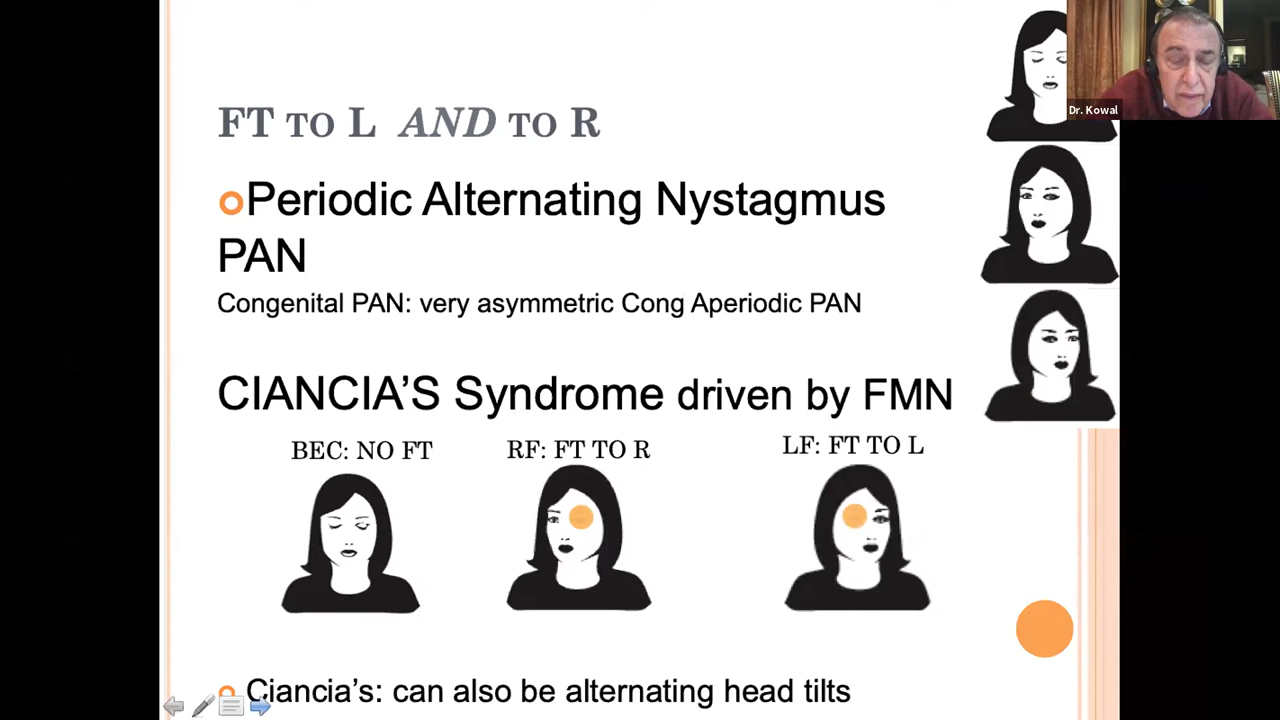 FT TO L AND TO R
Periodic Alternating Nystagmus
PAN
Congenital PAN: very asymmetric Cong Aperiodic PAN
CIANCIA'S Syndrome driven by FMN
BEC: NO FT
RF: FT TO R
LF: FT TO L
Ciancia's: can also be alternating head tilts
Dr. Kowal